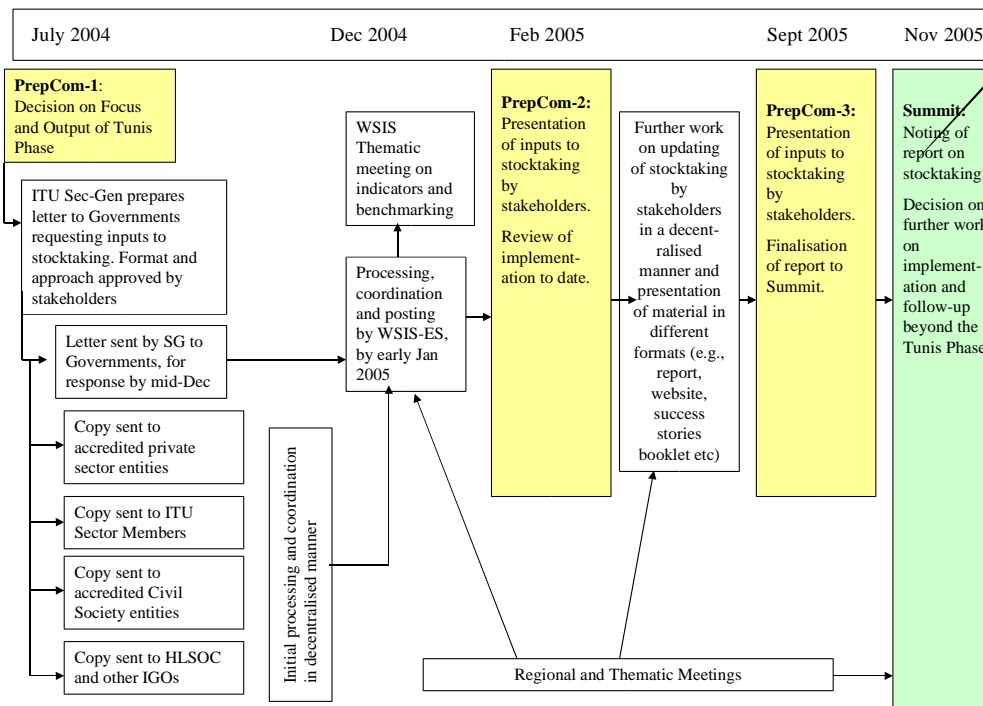 July 2004
Dec 2004
Feb 2005
Sept 2005
Nov 2005
PrepCom-1:
Decision on Focus
and Output of Tunis
Phase
ITU Sec-Gen prepares
letter to Governments
requesting inputs to
stocktaking. Format and
approach approved by
stakeholders
Letter sent by SG to
Governments, for
response by mid-Dec
Copy sent to
accredited private
sector entities
Copy sent to ITU
Sector Members
Copy sent to
accredited Civil
Society entities
Copy sent to HLSOC
and other IGOs
Initial processing and coordination
in decentralised manner
WSIS
Thematic
meeting on
indicators and
benchmarking
Processing,
coordination
and posting
by WSIS-ES,
by early Jan
2005
PrepCom-2:
Presentation
of inputs to
stocktaking
by
stakeholders.
Review of
implement-
ation to date.
Further work
on updating
of stocktaking
by
stakeholders
in a decent-
ralised
manner and
presentation
of material in
different
formats (e.g.,
report,
website,
success
stories
booklet etc)
PrepCom-3:
Presentation
of inputs to
stocktaking
by
stakeholders.
Finalisation
of report to
Summit.
Summit:
Noting of
report on
stocktaking
Decision on
further work
on
implement-
ation and
follow-up
beyond the
Tunis Phase
Regional and Thematic Meetings